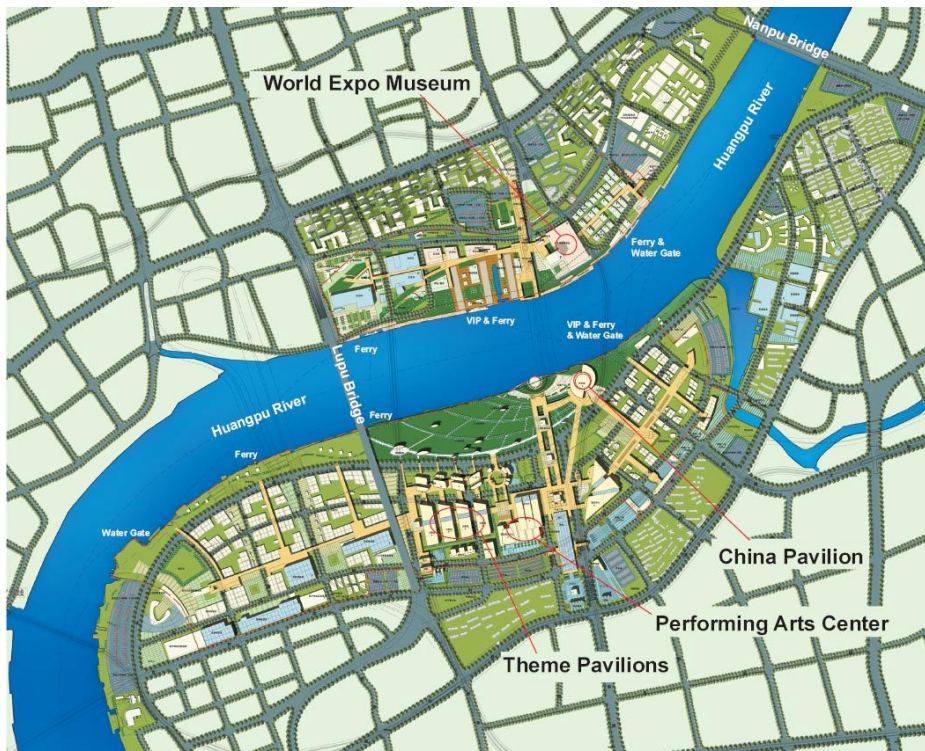 Nanpu Bridge
World Expo Museum
Huangpu River
Ferry &
Water Gate
VIP & Ferry
VIP & Ferry
& Water Gate
Ferry
Lupu Bridge
Ferry
Huangpu River
Ferry
Water Gate
China Pavilion
Performing Arts Center
Theme Pavilions